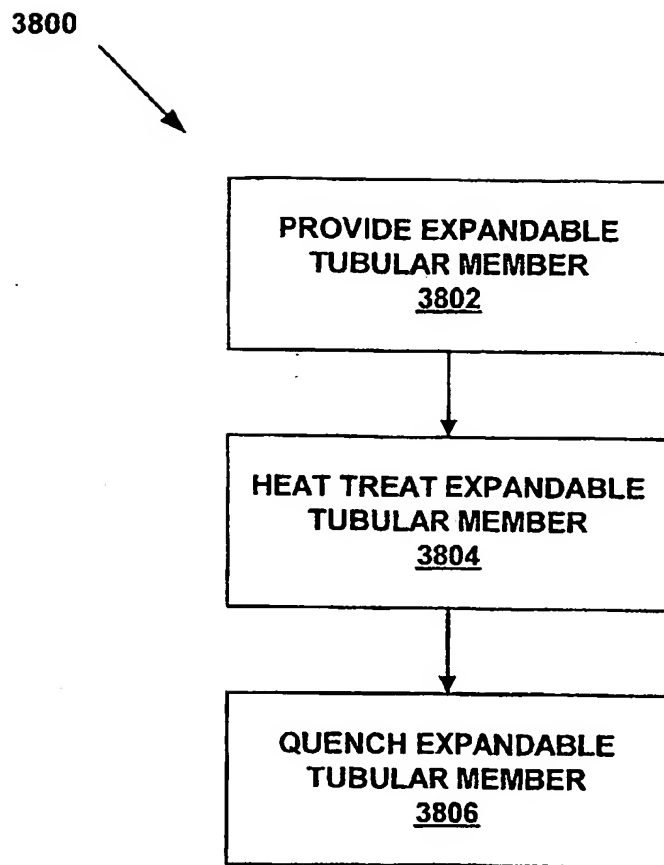 3800
PROVIDE EXPANDABLE
TUBULAR MEMBER
3802
HEAT TREAT EXPANDABLE
TUBULAR MEMBER
3804
QUENCH EXPANDABLE
TUBULAR MEMBER
3806